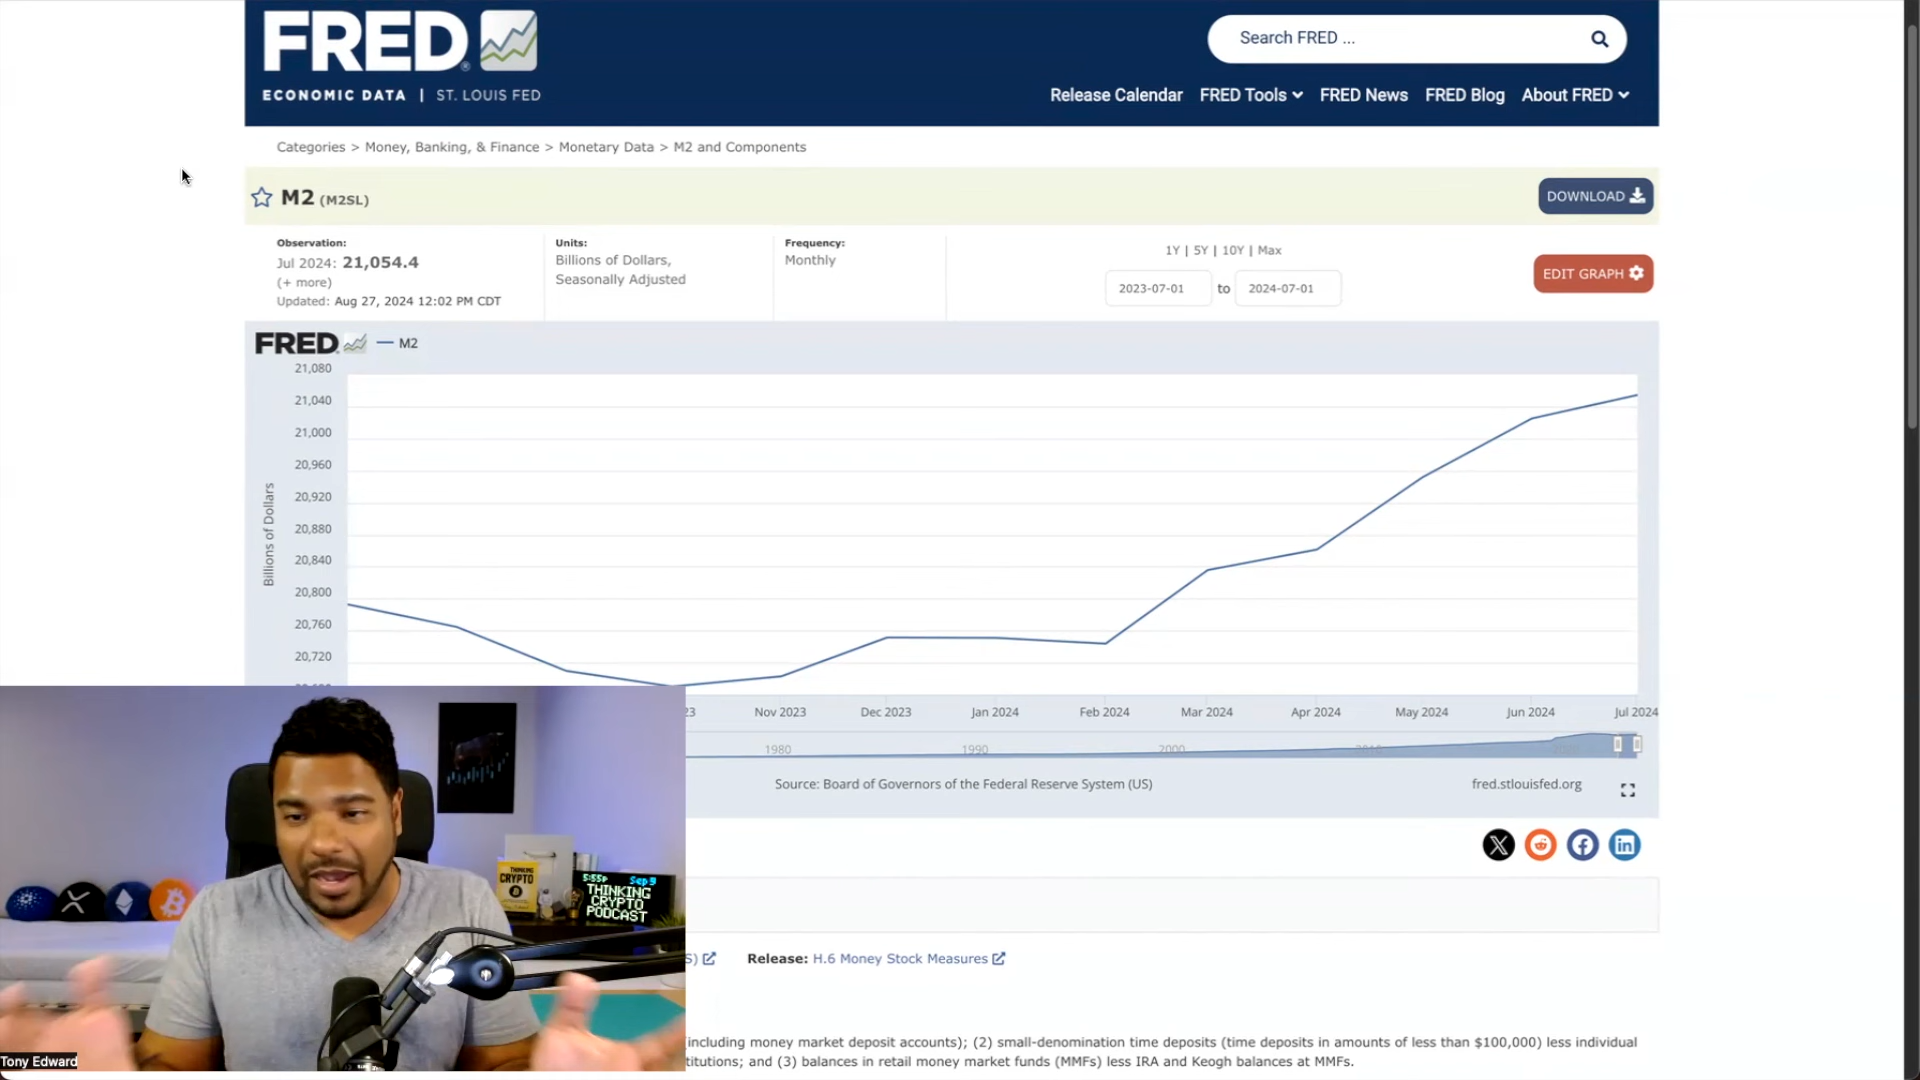 FRED
ECONOMIC DATA | ST. LOUIS FED
Search FRED ...
Release Calendar FRED Tools FRED News FRED Blog About FRED
Categories > Money, Banking, & Finance > Monetary Data > M2 and Components
M2 (M2SL)
DOWNLOAD
Observation:
Jul 2024: 21,054.4
(+ more)
Updated: Aug 27, 2024 12:02 PM CDT
Units:
Billions of Dollars,
Seasonally Adjusted
Frequency:
Monthly
1Y | 5Y | 10Y | Max
2023-07-01 to 2024-07-01
EDIT GRAPH
FRED M2
21,080
21,040
21,000
20,960
20,920
20,880
20,840
20,800
20,760
20,720
Billions of Dollars
23 Nov 2023 Dec 2023 Jan 2024 Feb 2024 Mar 2024 Apr 2024 May 2024 Jun 2024 Jul 2024
1980 1990 2000 2010
Source: Board of Governors of the Federal Reserve System (US)
fred.stlouisfed.org
S) Release: H.6 Money Stock Measures
(including money market deposit accounts); (2) small-denomination time deposits (time deposits in amounts of less than $100,000) less individual
titutions; and (3) balances in retail money market funds (MMFs) less IRA and Keogh balances at MMFs.
THINKING
CRYPTO
5:55P Sep 9
THINKING
CRYPTO
PODCAST
Tony Edward